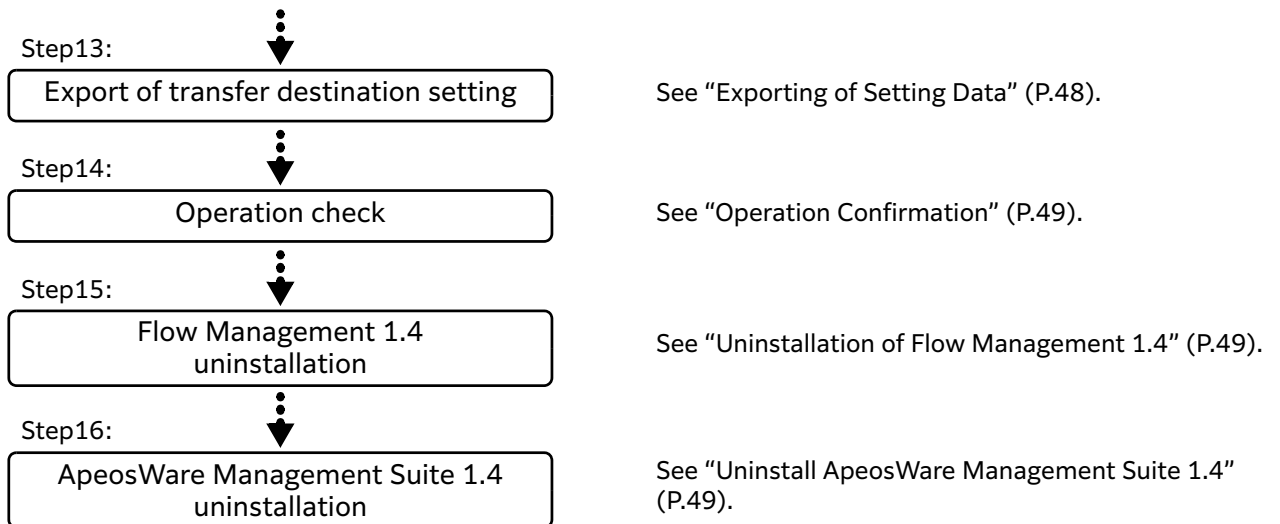 Step13:
Export of transfer destination setting
See “Exporting of Setting Data” (P.48).
Step14:
Operation check
See “Operation Confirmation” (P.49).
Step15:
Flow Management 1.4
uninstallation
See “Uninstallation of Flow Management 1.4” (P.49).
Step16:
ApeosWare Management Suite 1.4
uninstallation
See “Uninstall ApeosWare Management Suite 1.4”
(P.49).